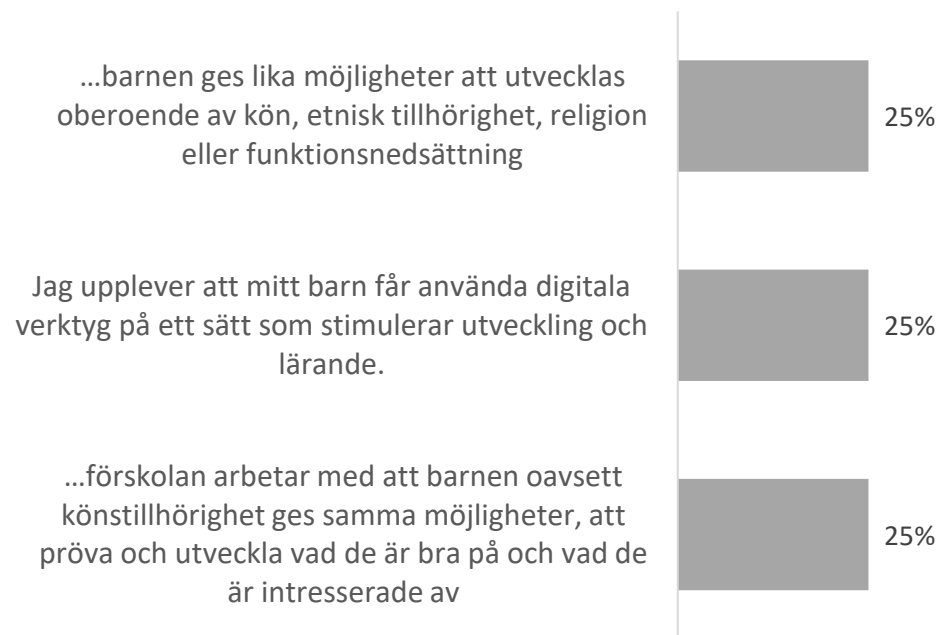 ...barnen ges lika möjligheter att utvecklas
oberoende av kön, etnisk tillhörighet, religion
eller funktionsnedsättning
25%
Jag upplever att mitt barn får använda digitala
verktyg på ett sätt som stimulerar utveckling och
lärande.
25%
...förskolan arbetar med att barnen oavsett
könstillhörighet ges samma möjligheter, att
pröva och utveckla vad de är bra på och vad de
är intresserade av
25%